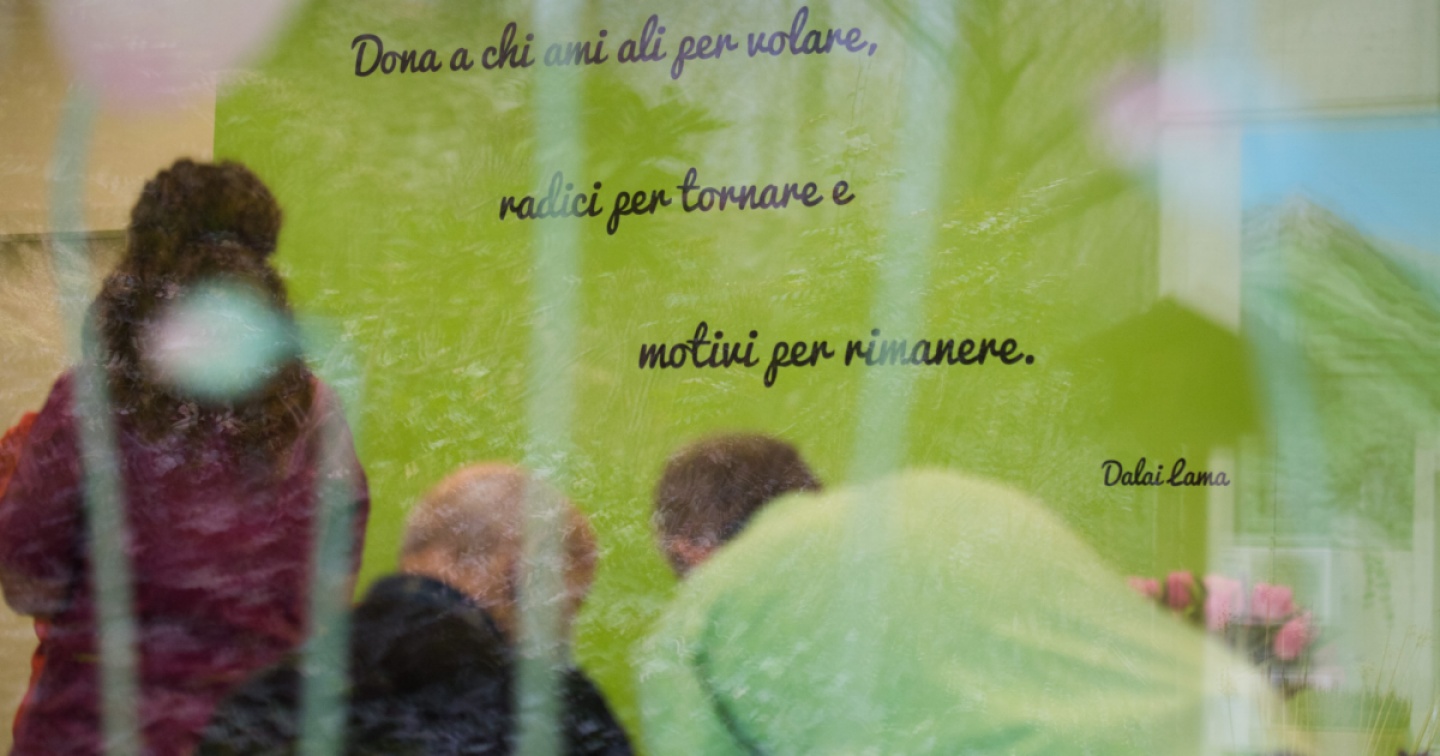 Dona a chi ami ali per volare,
radici per tornare e
motivi per rimanere.
Dalai Lama